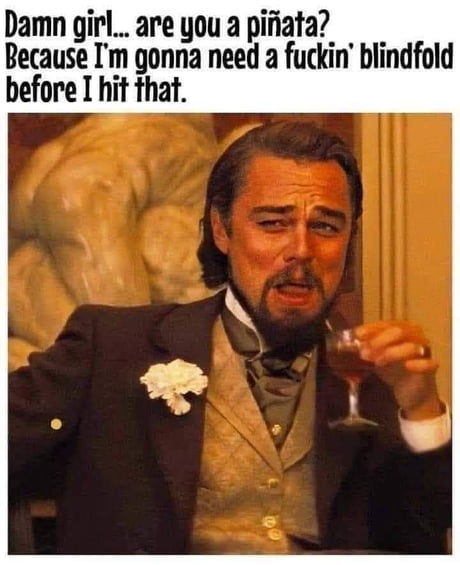 Damn girl... are you a piñata?
Because I'm gonna need a fuckin' blindfold
before I hit that.